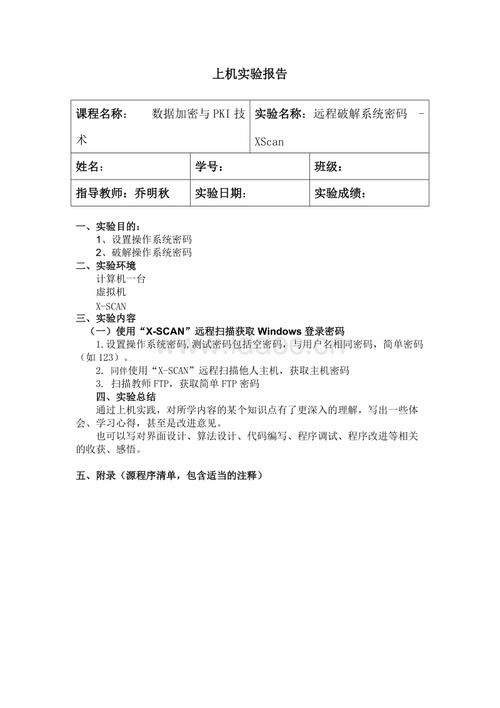 上机实验报告
课程名称: 数据加密与PKI技 实验名称: 远程破解系统密码 -
术 XScan
姓名: 学号: 班级:
指导教师: 乔明秋 实验日期: 实验成绩:
一、实验目的:
1、设置操作系统密码
2、破解操作系统密码
二、实验环境
计算机一台
虚拟机
X-SCAN
三、实验内容
（一）使用“X-SCAN”远程扫描获取 Windows 登录密码
1.设置操作系统密码,测试密码包括空密码，与用户名相同密码，简单密码
（如 123）。
2. 同伴使用“X-SCAN”远程扫描他人主机，获取主机密码
3. 扫描教师 FTP，获取简单 FTP 密码
四、实验总结
通过上机实践，对所学内容的某个知识点有了更深入的理解，写出一些体
会、学习心得，甚至是改进意见。
也可以写对界面设计、算法设计、代码编写、程序调试、程序改进等相关
的收获、感悟。
五、附录（源程序清单，包含适当的注释）